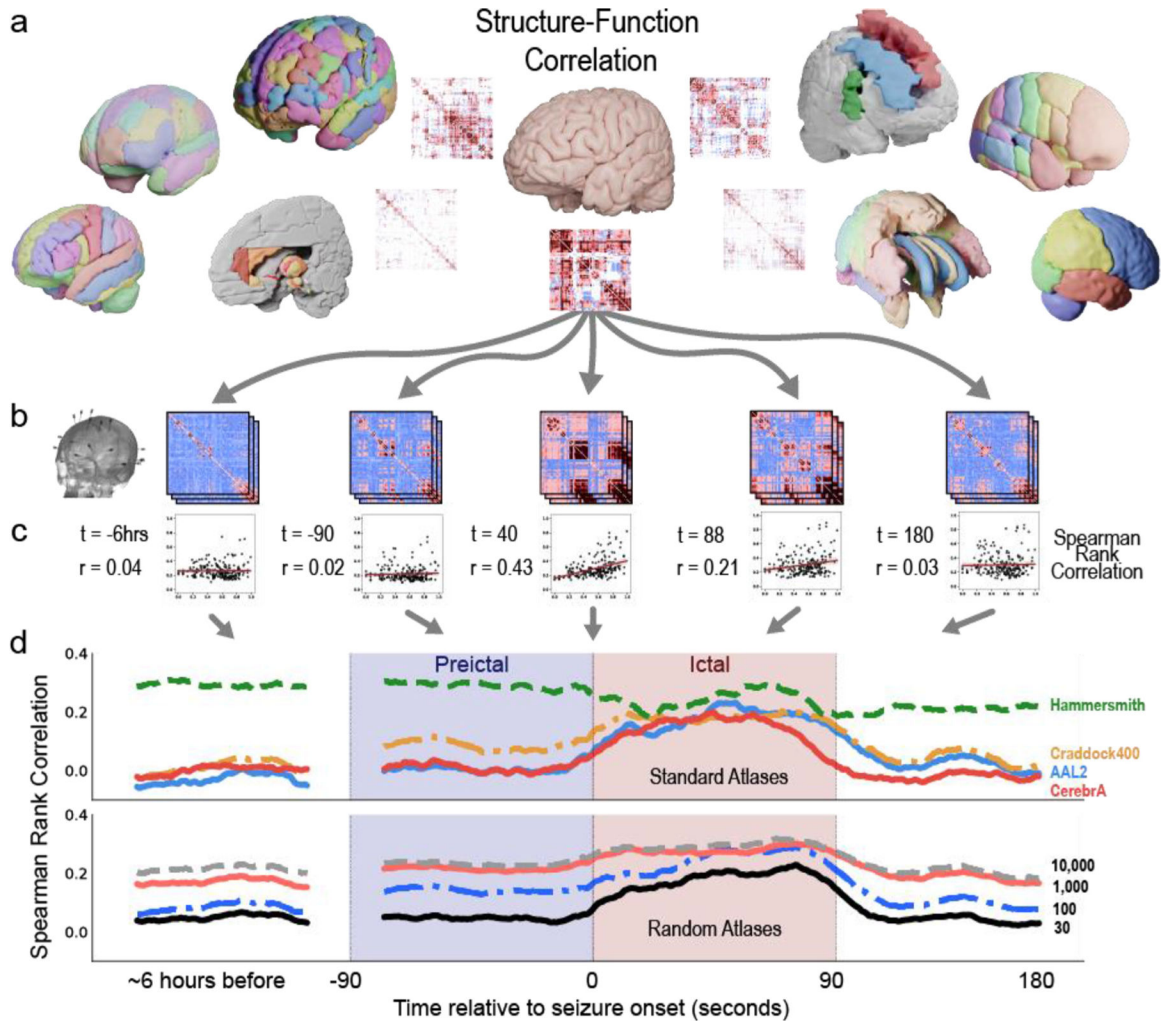 a
Structure-Function
Correlation
b
c
t = -6hrs
r = 0.04
t = -90
r = 0.02
t = 40
r = 0.43
t = 88
r = 0.21
t = 180
r = 0.03
Spearman
Rank
Correlation
d
Spearman Rank Correlation
0.4
0.2
0.0
Preictal
Ictal
Standard Atlases
Hammersmith
Craddock400
AAL2
CerebrA
0.4
0.2
0.0
Random Atlases
10,000
1,000
100
30
~6 hours before
-90
0
90
180
Time relative to seizure onset (seconds)